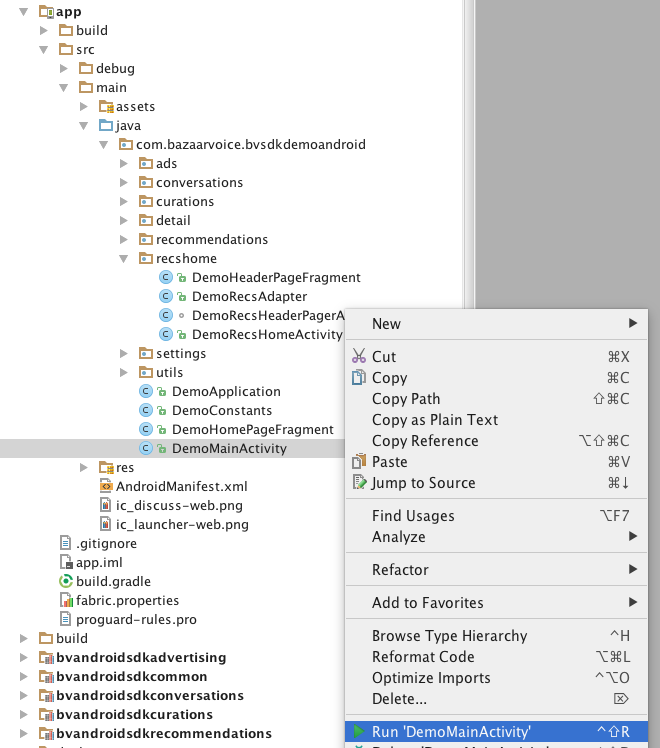 app
build
src
debug
main
assets
java
com.bazaarvoice.bvsdkdemoandroid
ads
conversations
curations
detail
recommendations
recshome
DemoHeaderPageFragment
DemoRecsAdapter
DemoRecsHeaderPagerA
DemoRecsHomeActivity
settings
utils
DemoApplication
DemoConstants
DemoHomePageFragment
DemoMainActivity
res
AndroidManifest.xml
ic_discuss-web.png
ic_launcher-web.png
.gitignore
app.iml
build.gradle
fabric.properties
proguard-rules.pro
build
bvandroidsdkadvertising
bvandroidsdkcommon
bvandroidsdkconversations
bvandroidsdkcurations
bvandroidsdkrecommendations
New
Cut ⌘X
Copy ⌘C
Copy Path ⇧⌘C
Copy as Plain Text
Copy Reference ⌥⇧⌘C
Paste ⌘V
Jump to Source ⌘↓
Find Usages ⌥F7
Analyze
Refactor
Add to Favorites
Browse Type Hierarchy ^H
Reformat Code ⌥⌘L
Optimize Imports ^⌥O
Delete... ⌦
Run 'DemoMainActivity' ^⇧R